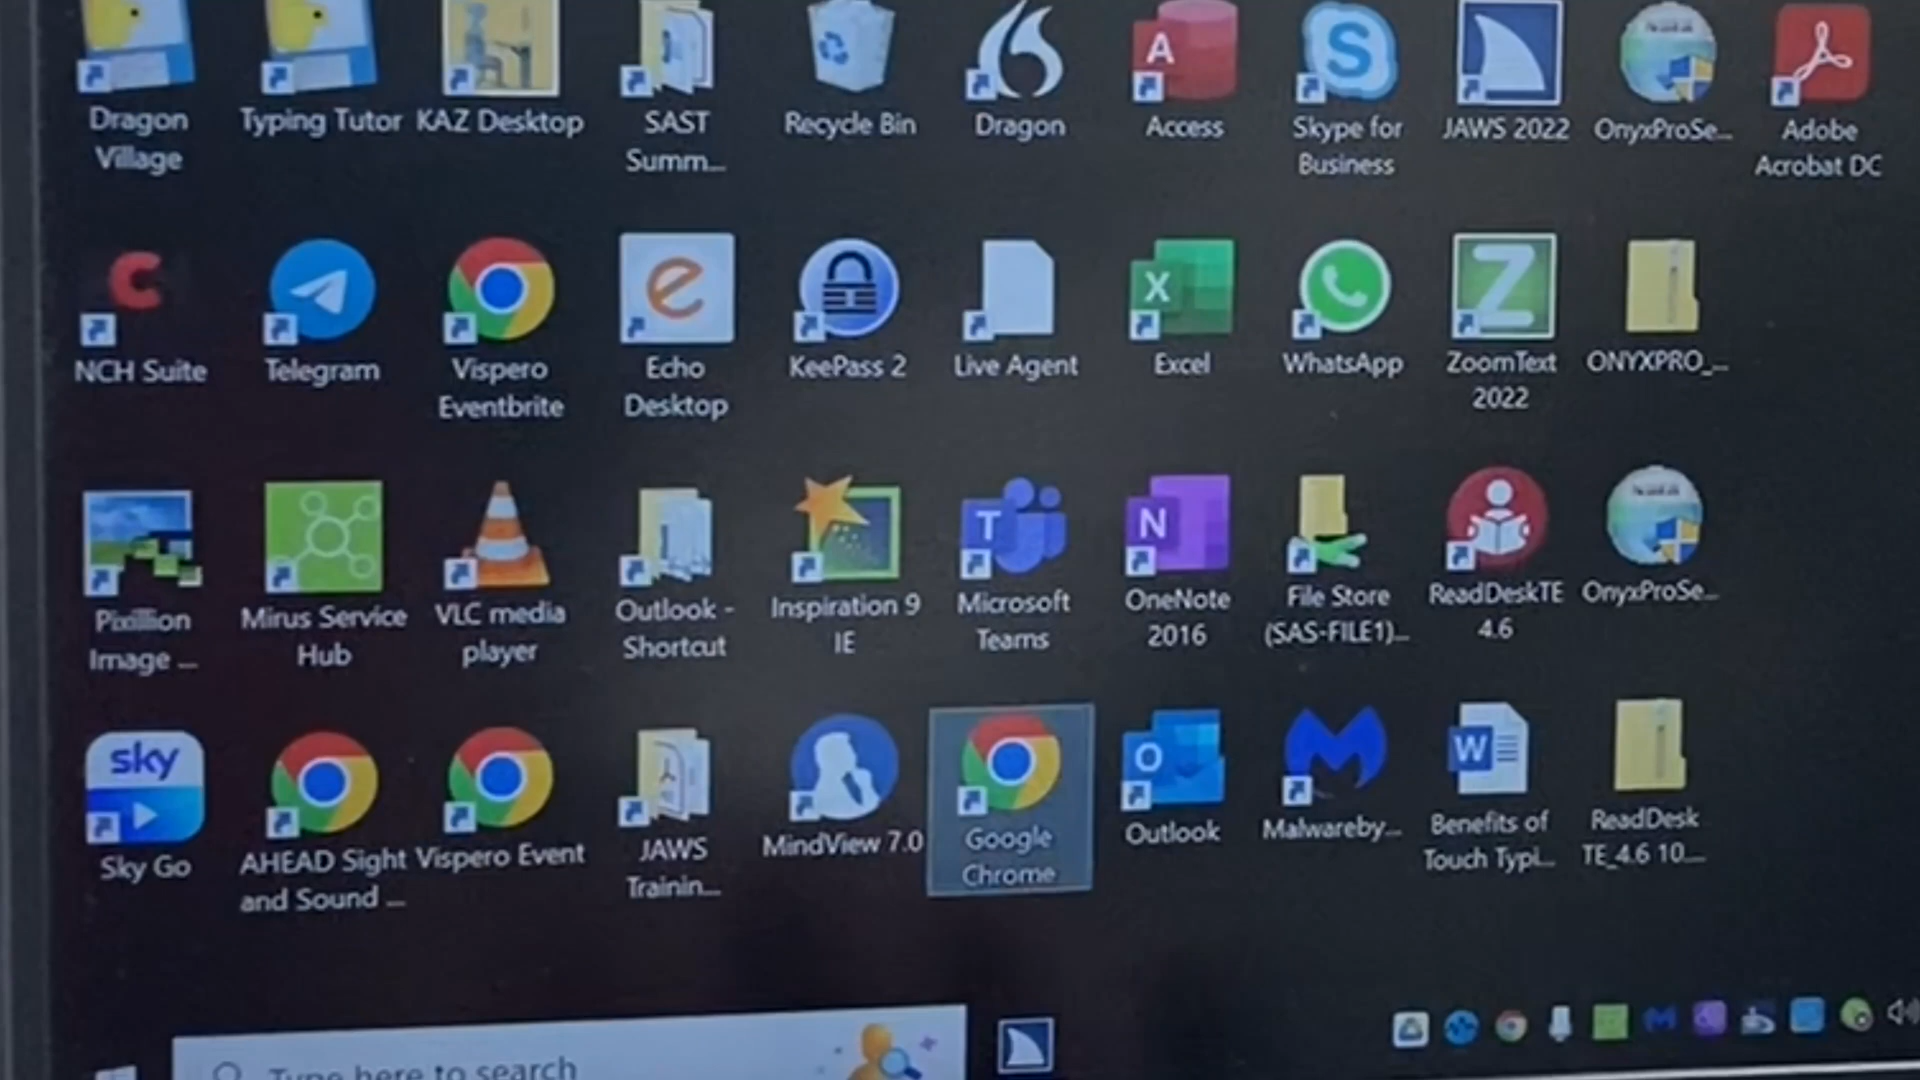 Dragon
Village
Typing Tutor
KAZ Desktop
SAST
Summ...
Recycle Bin
Dragon
A
Access
S
Skype for
Business
JAWS 2022
OnyxProSe...
Adobe
Acrobat DC
C
NCH Suite
Telegram
Vispero
Eventbrite
e
Echo
Desktop
KeePass 2
Live Agent
X
Excel
WhatsApp
Z
ZoomText
2022
ONYXPRO_...
Pixillion
Image ...
Mirus Service
Hub
VLC media
player
Outlook -
Shortcut
Inspiration 9
IE
T
Microsoft
Teams
N
OneNote
2016
File Store
(SAS-FILE1)...
ReadDeskTE
4.6
OnyxProSe...
sky
Sky Go
AHEAD Sight
and Sound ...
Vispero Event
JAWS
Trainin...
MindView 7.0
Google
Chrome
O
Outlook
Malwareby...
W
Benefits of
Touch Typi...
ReadDesk
TE_4.6 10....
Type here to search